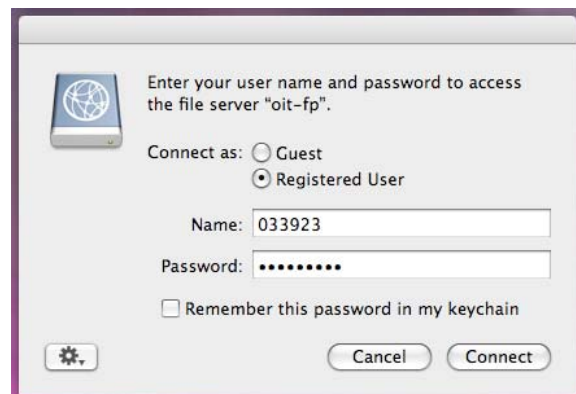 Enter your user name and password to access
the file server “oit-fp”.
Connect as: Guest
Registered User
Name: 033923
Password: •••••••••
Remember this password in my keychain
Cancel Connect